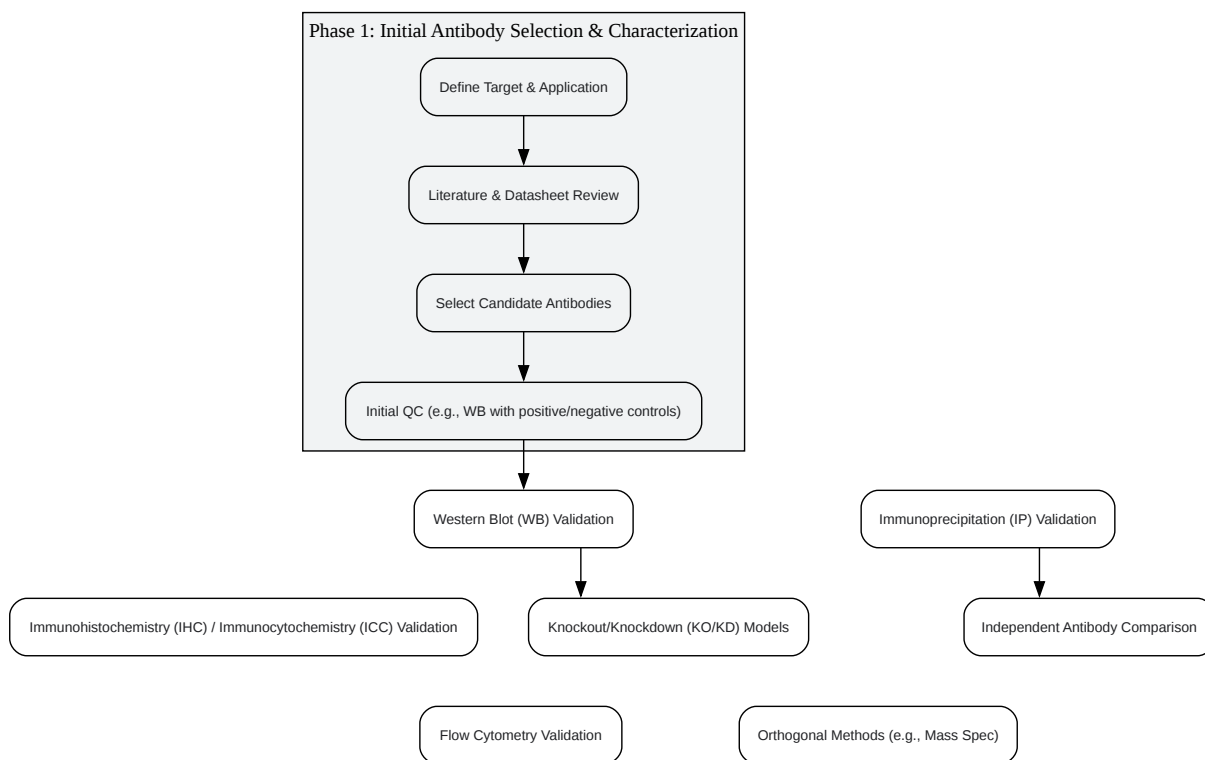 Phase 1: Initial Antibody Selection & Characterization
Define Target & Application
Literature & Datasheet Review
Select Candidate Antibodies
Initial QC (e.g., WB with positive/negative controls)
Western Blot (WB) Validation
Immunoprecipitation (IP) Validation
Immunohistochemistry (IHC) / Immunocytochemistry (ICC) Validation
Knockout/Knockdown (KO/KD) Models
Independent Antibody Comparison
Flow Cytometry Validation
Orthogonal Methods (e.g., Mass Spec)